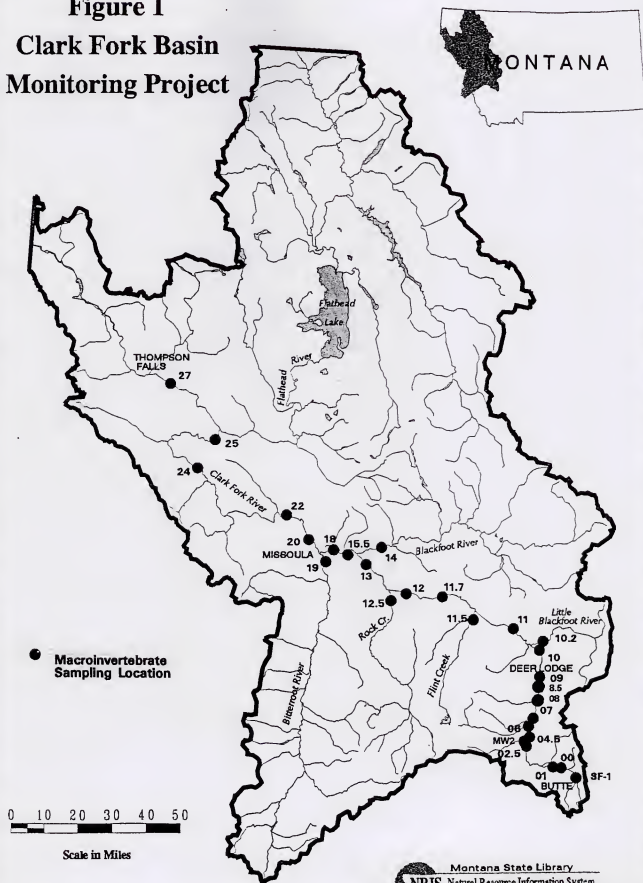 Figure 1
Clark Fork Basin
Monitoring Project
MONTANA
Flathead
Lake
River
Flathead
THOMPSON
FALLS
27
25
24
Clark Fork River
22
20
18
15.5
14
Blackfoot River
MISSOULA
19
13
12
11.7
12.5
Rock Cr.
11.5
11
Little
Blackfoot River
10.2
10
DEER LODGE
09
8.5
08
07
Flint Creek
Bitterroot River
Macroinvertebrate
Sampling Location
06
MW2
04.5
02.5
00
01
SF-1
BUTTE
0 10 20 30 40 50
Scale in Miles
Montana State Library
NRIS Natural Resource Information System